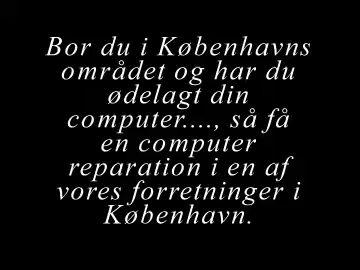 Bor du i Københavns
området og har du
ødelagt din
computer...., så få
en computer
reparation i en af
vores forretninger i
København.